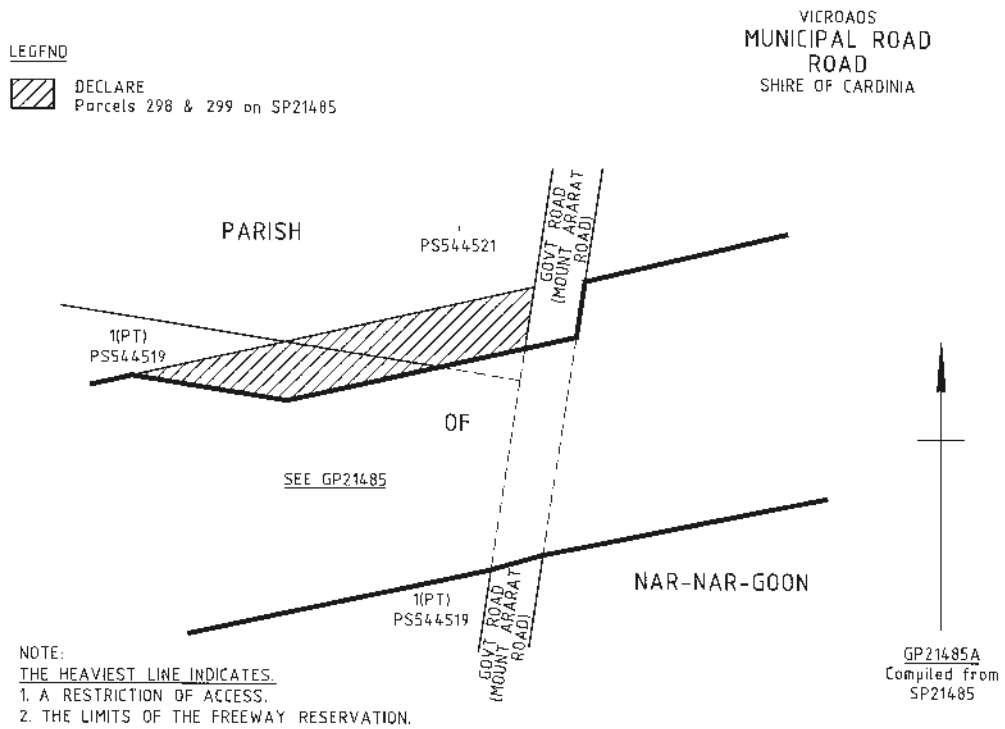 VICROADS
MUNICIPAL ROAD
ROAD
SHIRE OF CARDINIA
LEGFND
DECLARE
Parcels 298 & 299 on SP21485
PARISH
PS544521
GOVT ROAD
(MOUNT ARARAT
ROAD)
1(PT)
PS544519
OF
SEE GP21485
NAR-NAR-GOON
1(PT)
PS544519
GOVT ROAD
(MOUNT ARARAT
ROAD)
NOTE:
THE HEAVIEST LINE INDICATES.
1. A RESTRICTION OF ACCESS.
2. THE LIMITS OF THE FREEWAY RESERVATION.
GP21485A
Compiled from
SP21485